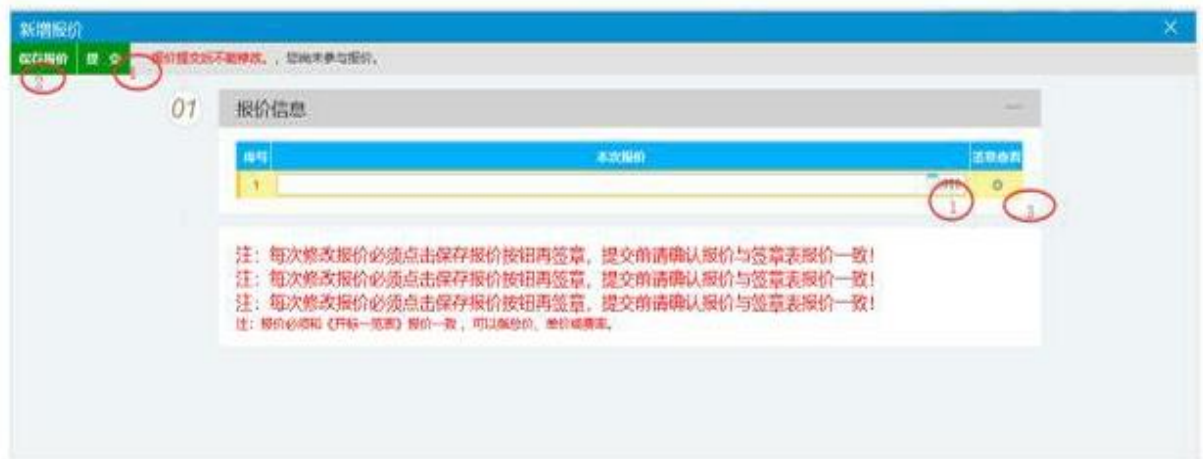 新增报价
保存报价 提 交 报价提交后不能修改。，您尚未参与报价。
2 4
01 报价信息
序号 本次报价 签章查看
1
1 3
注：每次修改报价必须点击保存报价按钮再签章，提交前请确认报价与签章表报价一致！
注：每次修改报价必须点击保存报价按钮再签章，提交前请确认报价与签章表报价一致！
注：每次修改报价必须点击保存报价按钮再签章，提交前请确认报价与签章表报价一致！
注：报价必须和《开标一览表》报价一致，可以额总价、单价或费率。